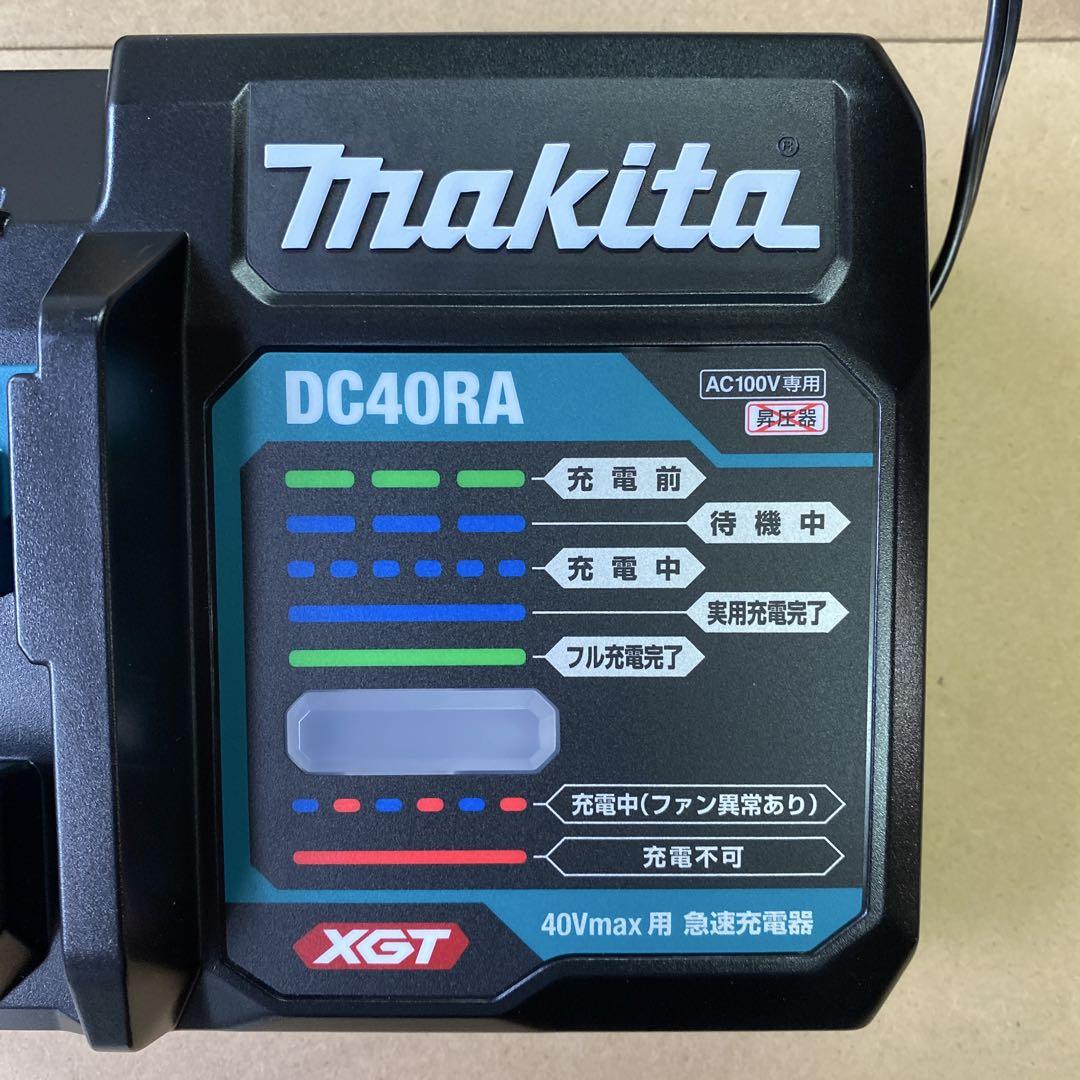 makita®
DC40RA
AC100V専用
昇圧器
充電前
待機中
充電中
実用充電完了
フル充電完了
充電中(ファン異常あり)
充電不可
XGT
40Vmax用 急速充電器